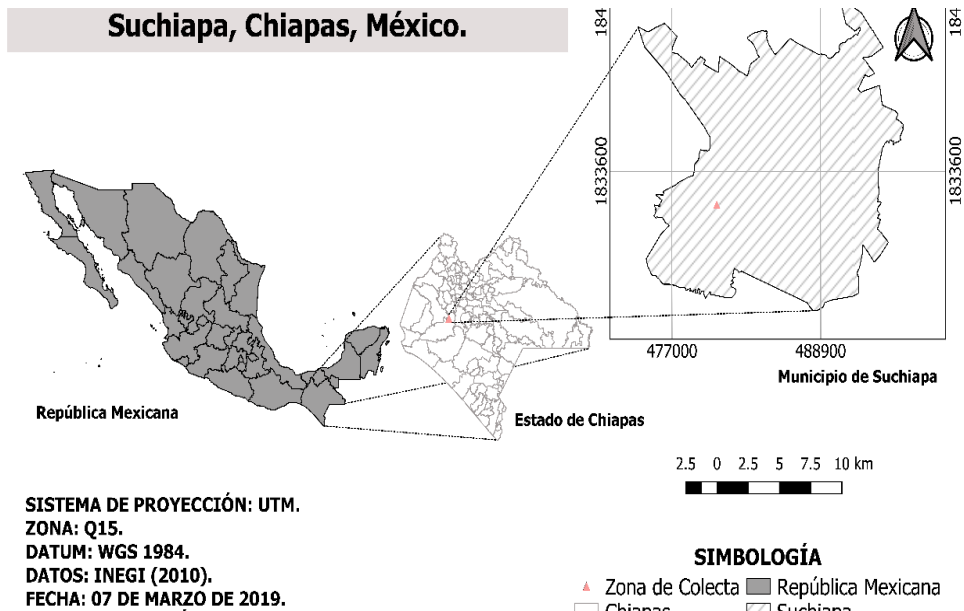 Suchiapa, Chiapas, México.
184
184
1833600
1833600
477000
488900
Municipio de Suchiapa
República Mexicana
Estado de Chiapas
2.5 0 2.5 5 7.5 10 km
SISTEMA DE PROYECCIÓN: UTM.
ZONA: Q15.
DATUM: WGS 1984.
DATOS: INEGI (2010).
FECHA: 07 DE MARZO DE 2019.
SIMBOLOGÍA
Zona de Colecta
República Mexicana
Chiapas
Suchiapa